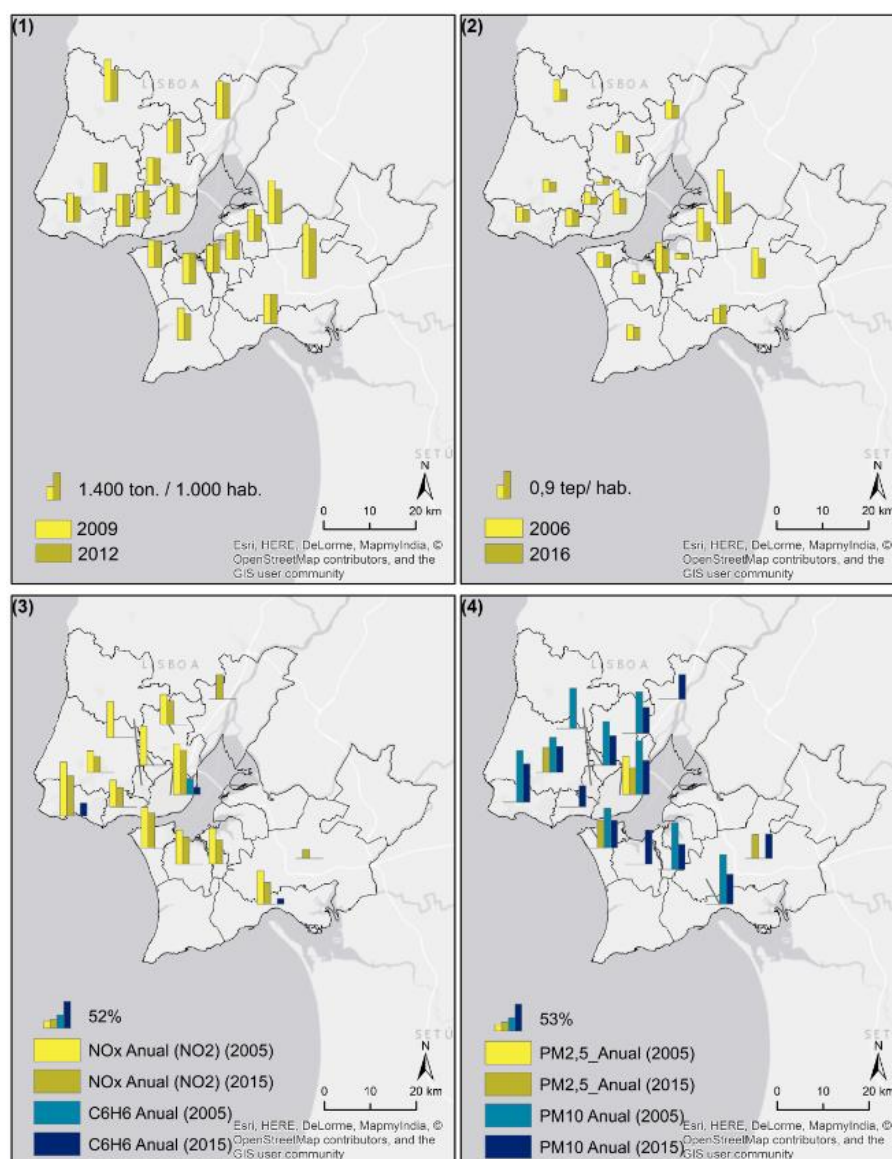 (1)
LISBOA
SETÚ
1.400 ton. / 1.000 hab.
2009
2012
N
0 20 km
Esri, HERE, DeLorme, MapmyIndia, ©
OpenStreetMap contributors, and the
GIS user community
(2)
LISBOA
SETÚ
0,9 tep/ hab.
2006
2016
N
0 20 km
Esri, HERE, DeLorme, MapmyIndia, ©
OpenStreetMap contributors, and the
GIS user community
(3)
LISBOA
SETÚ
52%
NOx Anual (NO2) (2005)
NOx Anual (NO2) (2015)
C6H6 Anual (2005)
C6H6 Anual (2015)
N
0 20 km
Esri, HERE, DeLorme, MapmyIndia, ©
OpenStreetMap contributors, and the
GIS user community
(4)
LISBOA
SETÚ
53%
PM2,5_Anual (2005)
PM2,5_Anual (2015)
PM10 Anual (2005)
PM10 Anual (2015)
N
0 20 km
Esri, HERE, DeLorme, MapmyIndia, ©
OpenStreetMap contributors, and the
GIS user community